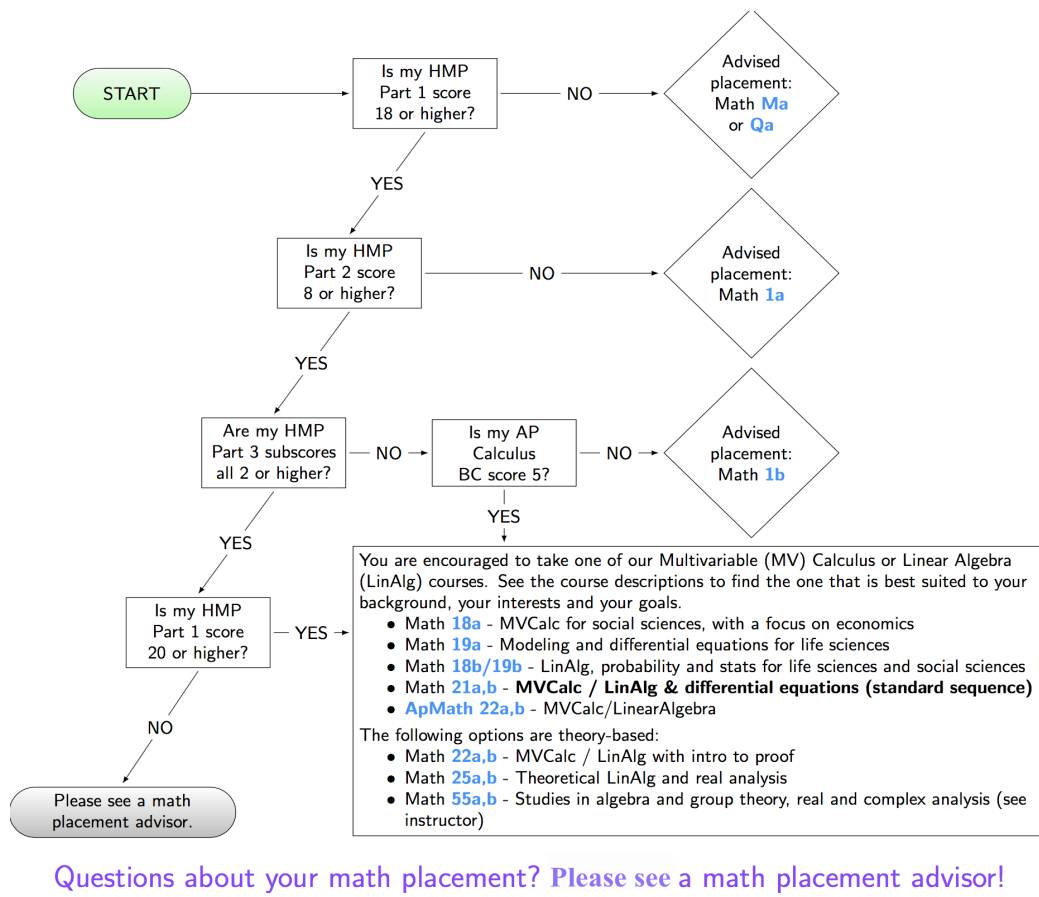 START
Is my HMP
Part 1 score
18 or higher?
NO
Advised
placement:
Math Ma
or Qa
YES
Is my HMP
Part 2 score
8 or higher?
NO
Advised
placement:
Math 1a
YES
Are my HMP
Part 3 subscores
all 2 or higher?
NO
Is my AP
Calculus
BC score 5?
NO
Advised
placement:
Math 1b
YES
YES
You are encouraged to take one of our Multivariable (MV) Calculus or Linear Algebra
(LinAlg) courses. See the course descriptions to find the one that is best suited to your
background, your interests and your goals.
• Math 18a - MVCalc for social sciences, with a focus on economics
• Math 19a - Modeling and differential equations for life sciences
• Math 18b/19b - LinAlg, probability and stats for life sciences and social sciences
• Math 21a,b - MVCalc / LinAlg & differential equations (standard sequence)
• ApMath 22a,b - MVCalc/LinearAlgebra
The following options are theory-based:
• Math 22a,b - MVCalc / LinAlg with intro to proof
• Math 25a,b - Theoretical LinAlg and real analysis
• Math 55a,b - Studies in algebra and group theory, real and complex analysis (see
instructor)
Is my HMP
Part 1 score
20 or higher?
YES
NO
Please see a math
placement advisor.
Questions about your math placement? Please see a math placement advisor!